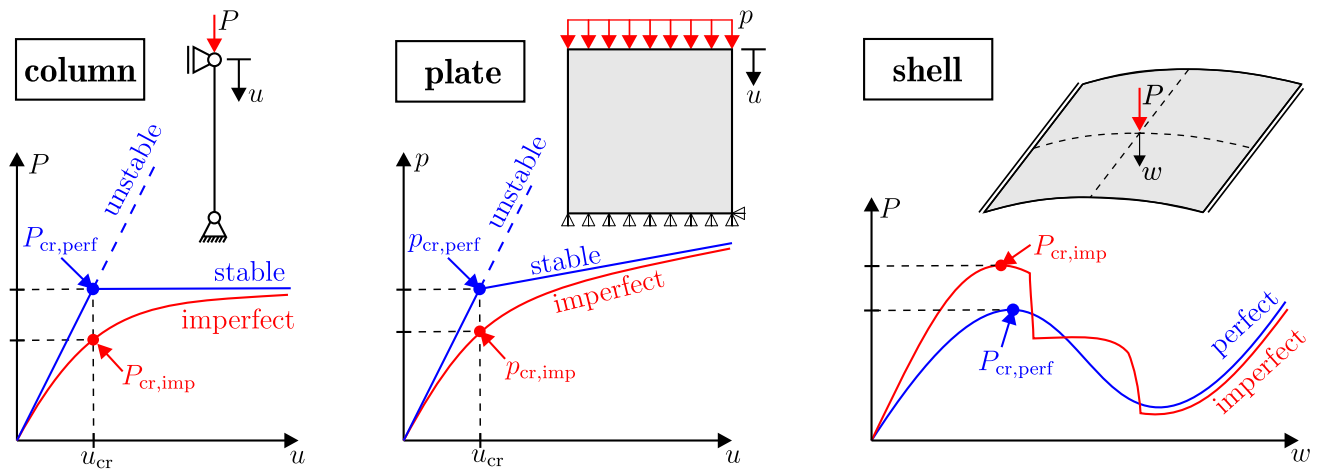 column
P
u
P
unstable
P_cr,perf
stable
imperfect
P_cr,imp
u_cr
u
plate
p
u
p
unstable
p_cr,perf
stable
imperfect
p_cr,imp
u_cr
u
shell
P
w
P
P_cr,imp
P_cr,perf
perfect
imperfect
w